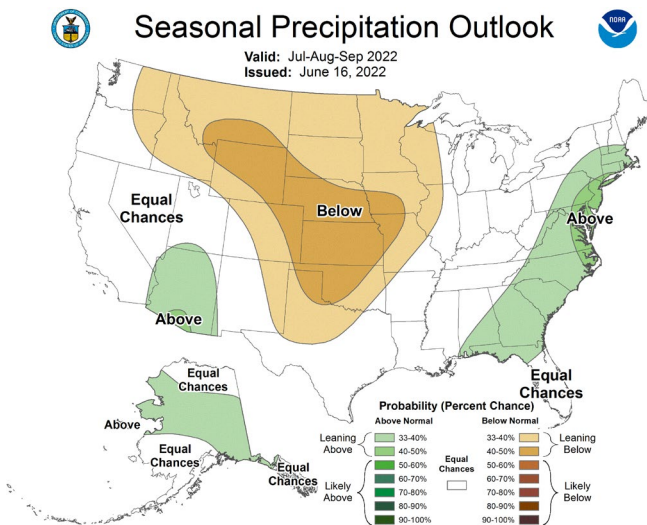 Seasonal Precipitation Outlook
NOAA
Valid: Jul-Aug-Sep 2022
Issued: June 16, 2022
Equal
Chances
Below
Above
Above
Equal
Chances
Above
Equal
Chances
Equal
Chances
Equal
Chances
Probability (Percent Chance)
Above Normal Below Normal
Leaning
Above
33-40%
40-50%
Likely
Above
50-60%
60-70%
70-80%
80-90%
90-100%
Equal
Chances
33-40%
40-50%
Leaning
Below
50-60%
60-70%
70-80%
80-90%
90-100%
Likely
Below